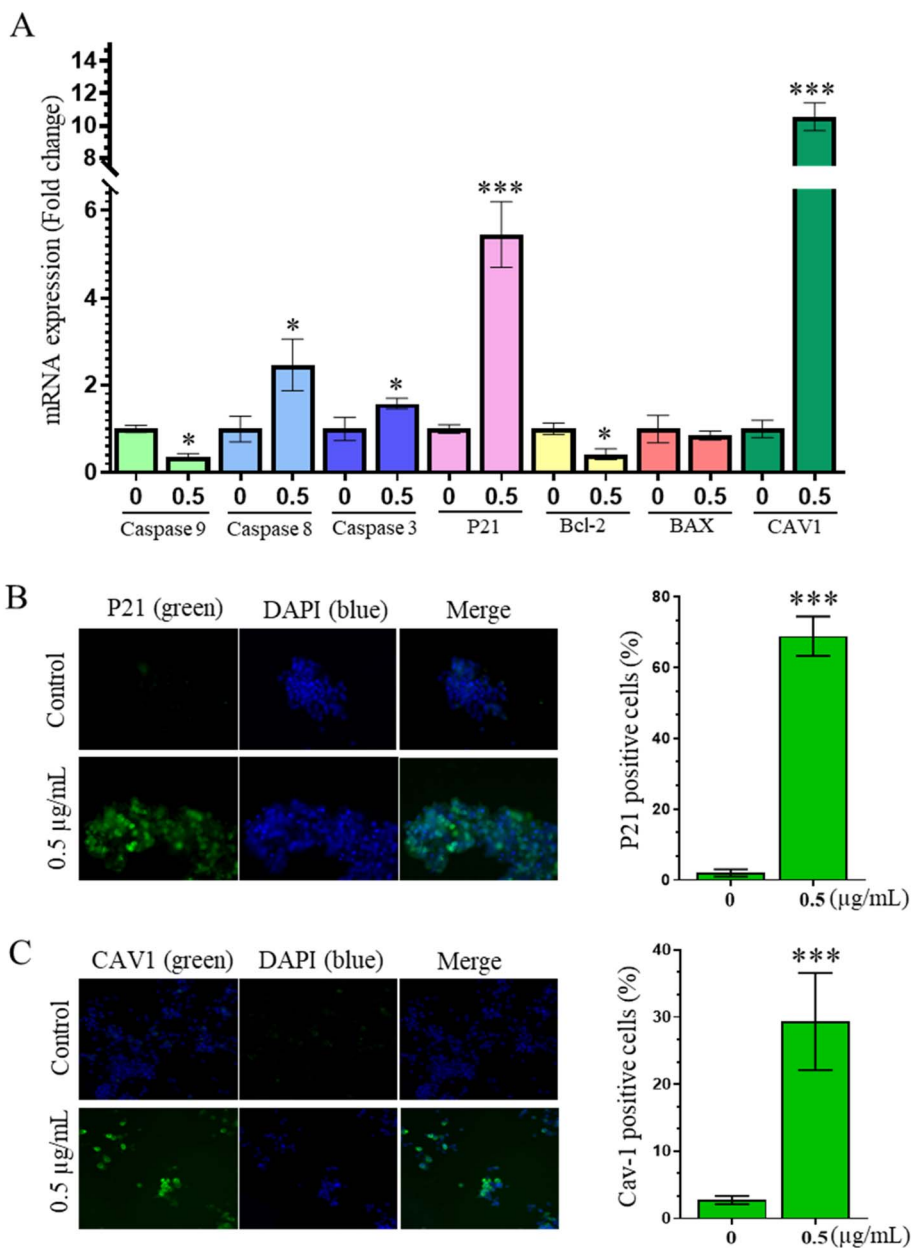 A
mRNA expression (Fold change)
14
12
10
8
6
4
2
0
* * * *** * ***
0 0.5 0 0.5 0 0.5 0 0.5 0 0.5 0 0.5 0 0.5
Caspase 9 Caspase 8 Caspase 3 P21 Bcl-2 BAX CAV1
B
P21 (green) DAPI (blue) Merge
Control
0.5 µg/mL
P21 positive cells (%)
80
60
40
20
0
***
0 0.5 (µg/mL)
C
CAV1 (green) DAPI (blue) Merge
Control
0.5 µg/mL
Cav-1 positive cells (%)
40
30
20
10
0
***
0 0.5 (µg/mL)